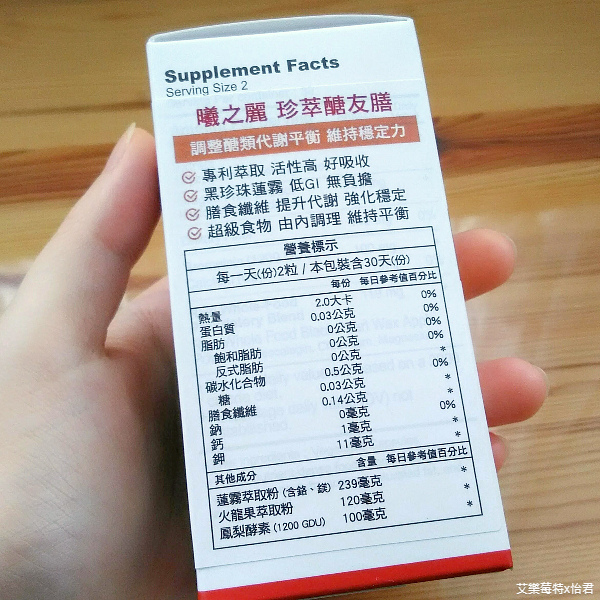 Supplement Facts
Serving Size 2
曦之麗 珍萃醣友膳
調整醣類代謝平衡 維持穩定力
專利萃取 活性高 好吸收
黑珍珠蓮霧 低GI 無負擔
膳食纖維 提升代謝 強化穩定
超級食物 由內調理 維持平衡
營養標示
每一天(份)2粒 / 本包裝含30天(份)
每份 每日參考值百分比
熱量 2.0大卡 0%
蛋白質 0.03公克 0%
脂肪 0公克 0%
飽和脂肪 0公克 0%
反式脂肪 0公克 *
碳水化合物 0.5公克 0%
糖 0.03公克 *
膳食纖維 0.14公克 *
鈉 0毫克 0%
鈣 1毫克 *
鉀 11毫克 *
其他成分 含量 每日參考值百分比
蓮霧萃取粉 (含鉻、鎂) 239毫克 *
火龍果萃取粉 120毫克 *
鳳梨酵素 (1200 GDU) 100毫克 *
艾樂莓特x怡君